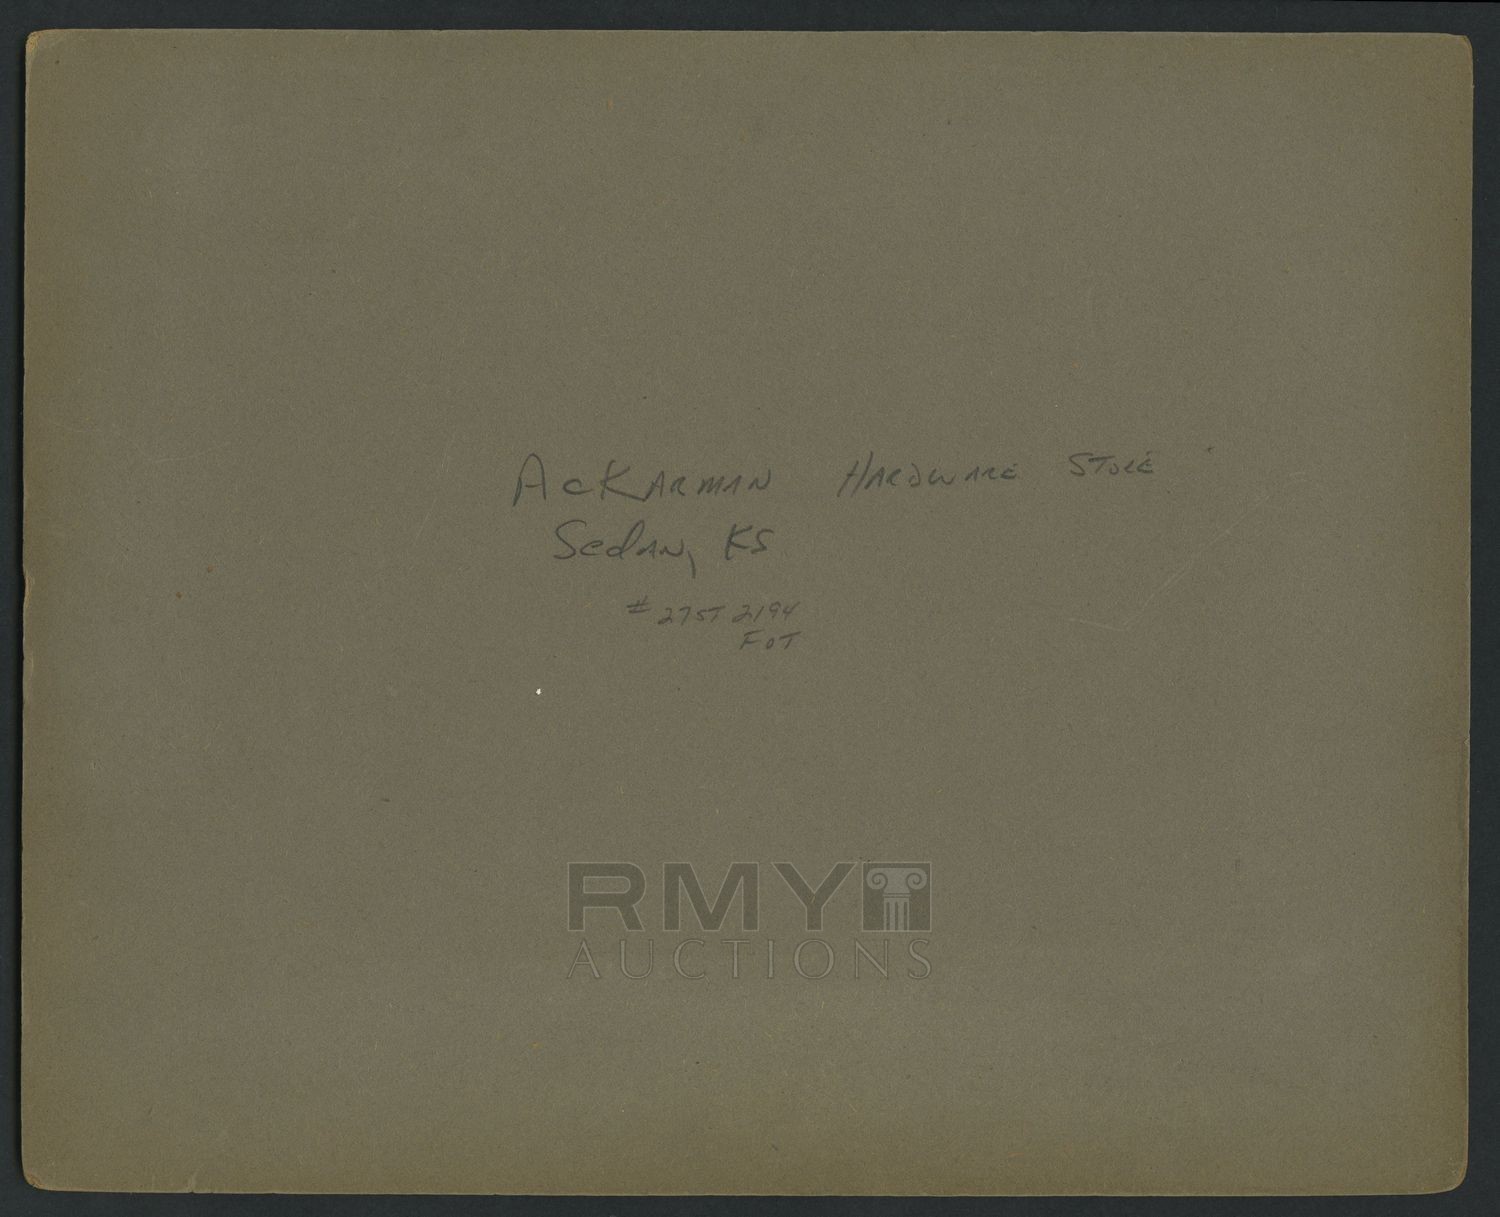 AcKarman Hardware Store
Sedan, KS
# 275T 2194
FOT
RMY
AUCTIONS